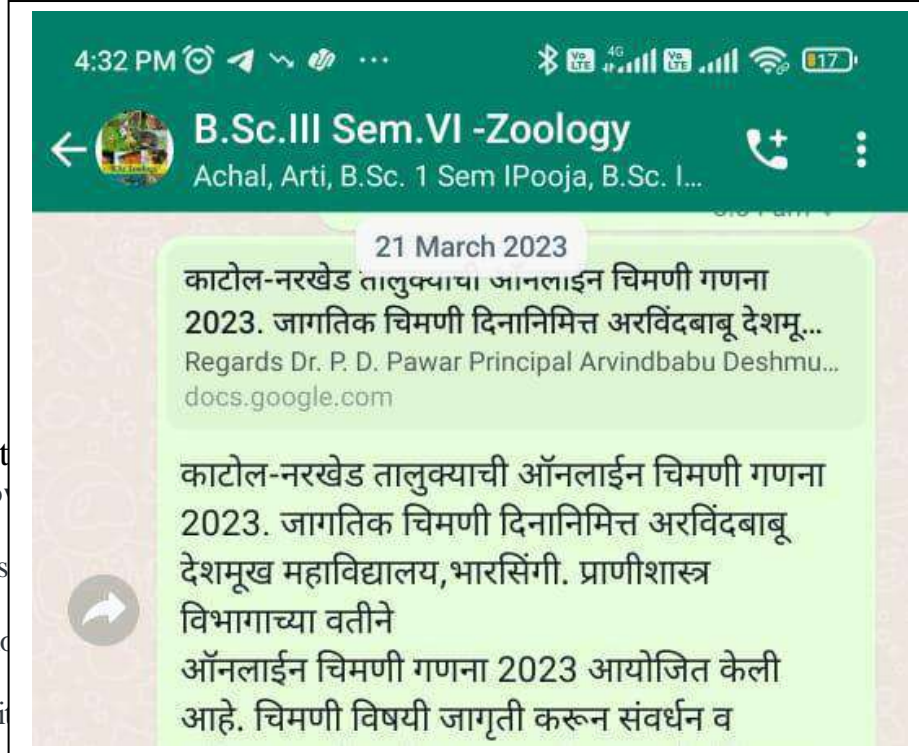 4:32 PM
4G
17
B.Sc.III Sem.VI -Zoology
Achal, Arti, B.Sc. 1 Sem IPooja, B.Sc. I...
21 March 2023
काटोल-नरखेड तालुक्याची ऑनलाईन चिमणी गणना
2023. जागतिक चिमणी दिनानिमित्त अरविंदबाबू देशमू...
Regards Dr. P. D. Pawar Principal Arvindbabu Deshmu...
docs.google.com
काटोल-नरखेड तालुक्याची ऑनलाईन चिमणी गणना
2023. जागतिक चिमणी दिनानिमित्त अरविंदबाबू
देशमूख महाविद्यालय,भारसिंगी. प्राणीशास्त्र
विभागाच्या वतीने
ऑनलाईन चिमणी गणना 2023 आयोजित केली
आहे. चिमणी विषयी जागृती करून संवर्धन व